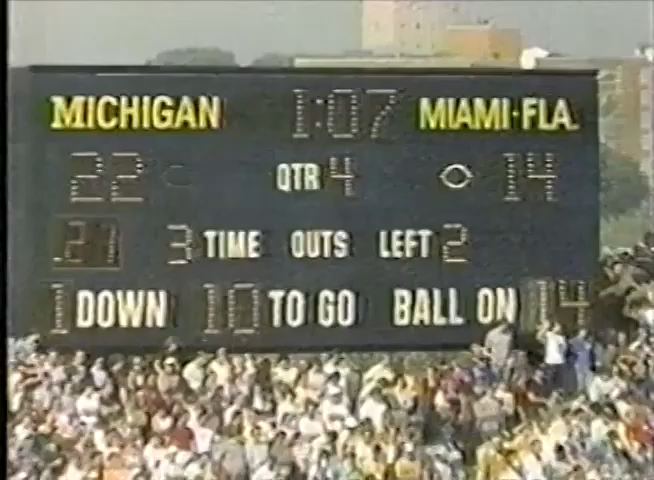 MICHIGAN 1:07 MIAMI·FLA.
22 QTR 4 14
:21 3 TIME OUTS LEFT 2
1 DOWN 10 TO GO BALL ON 14